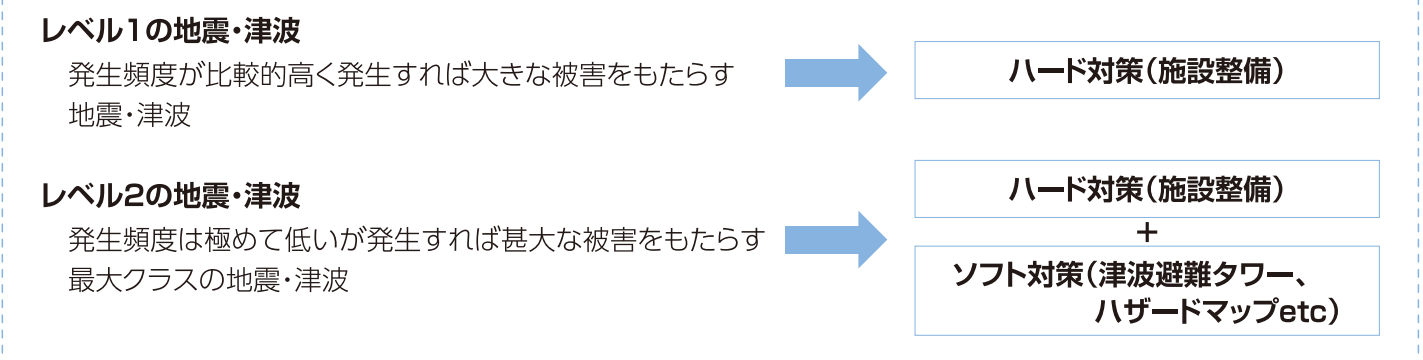 レベル1の地震・津波
発生頻度が比較的高く発生すれば大きな被害をもたらす
地震・津波
ハード対策(施設整備)
レベル2の地震・津波
発生頻度は極めて低いが発生すれば甚大な被害をもたらす
最大クラスの地震・津波
ハード対策(施設整備)
+
ソフト対策(津波避難タワー、
ハザードマップetc)